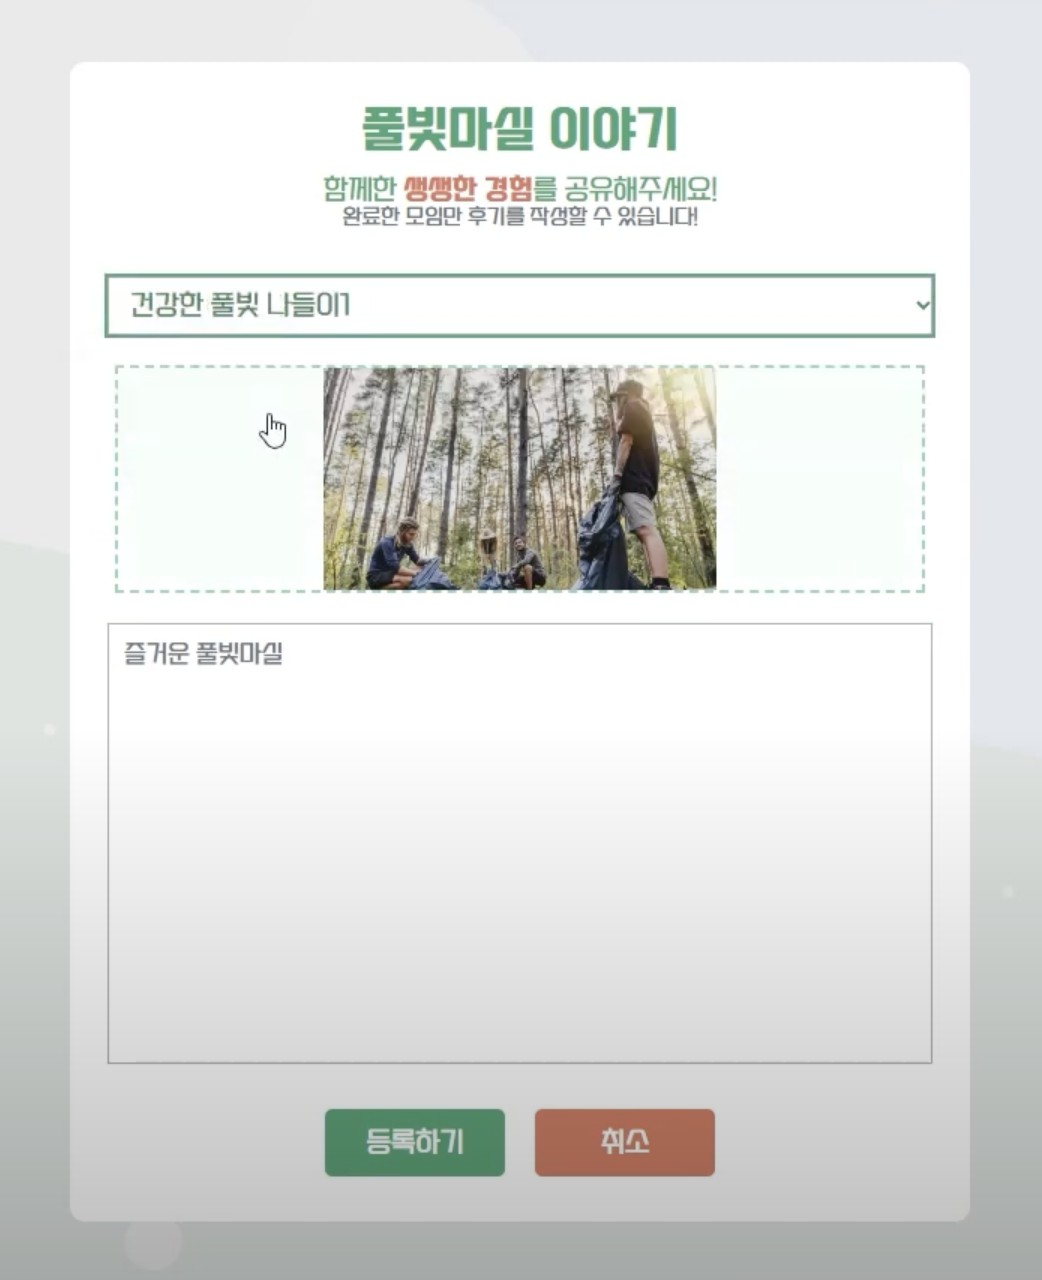 풀빛마실 이야기
함께한 생생한 경험를 공유해주세요!
완료한 모임만 후기를 작성할 수 있습니다!
건강한 풀빛 나들이1
즐거운 풀빛마실
등록하기
취소